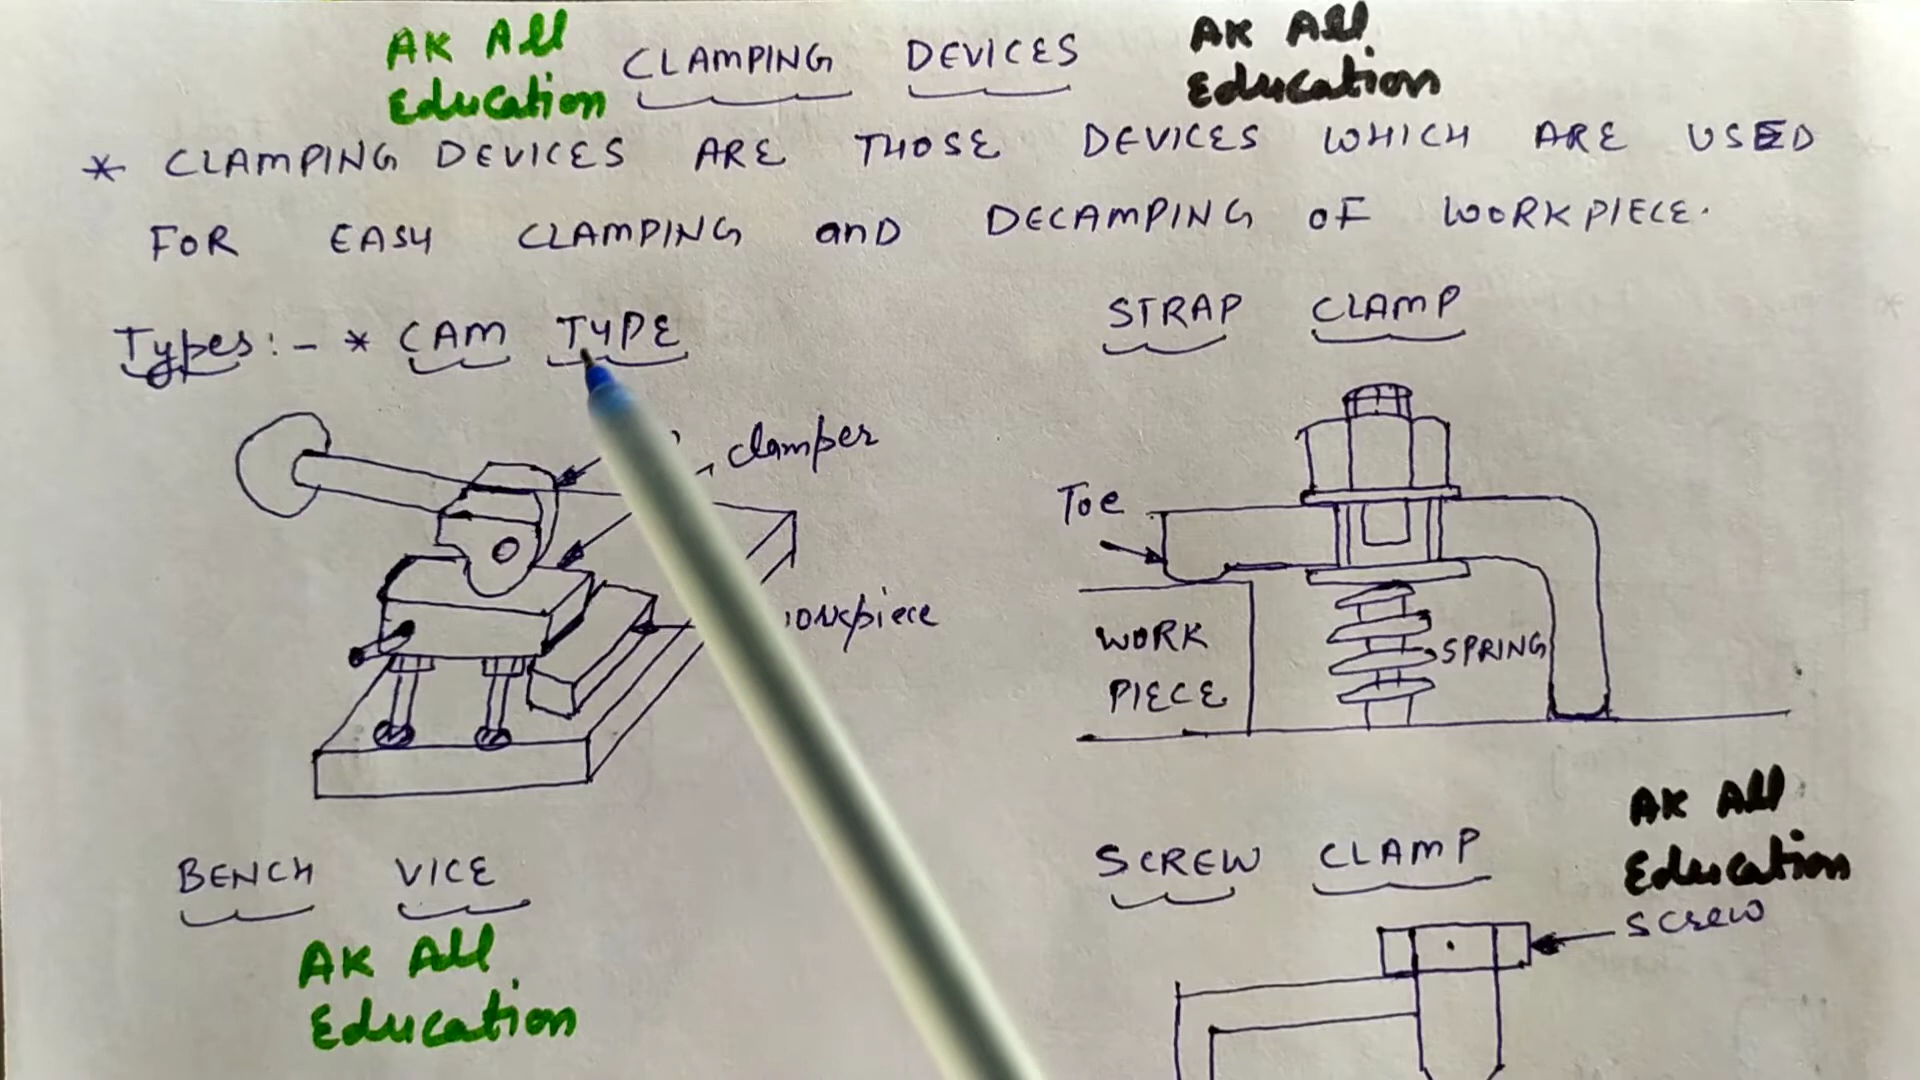 AK All
Education
CLAMPING DEVICES
AK All
Education
* CLAMPING DEVICES ARE THOSE DEVICES WHICH ARE USED
FOR EASY CLAMPING and DECAMPING OF WORKPIECE.
Types:- * CAM TYPE
clamper
STRAP CLAMP
Toe
WORK
PIECE
SPRING
BENCH VICE
AK All
Education
SCREW CLAMP
AK All
Education
screw